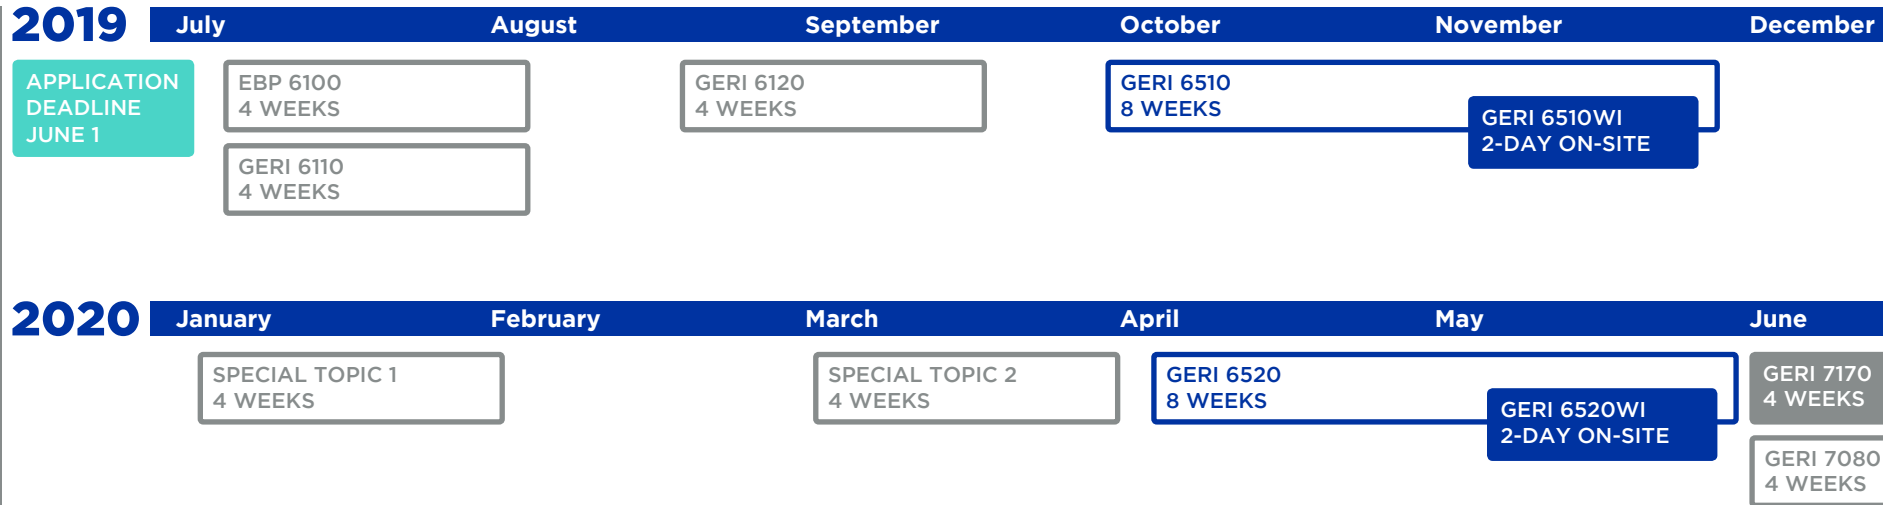 2019 July August September October November December
APPLICATION
DEADLINE
JUNE 1
EBP 6100
4 WEEKS
GERI 6110
4 WEEKS
GERI 6120
4 WEEKS
GERI 6510
8 WEEKS
GERI 6510WI
2-DAY ON-SITE
2020 January February March April May June
SPECIAL TOPIC 1
4 WEEKS
SPECIAL TOPIC 2
4 WEEKS
GERI 6520
8 WEEKS
GERI 6520WI
2-DAY ON-SITE
GERI 7170
4 WEEKS
GERI 7080
4 WEEKS